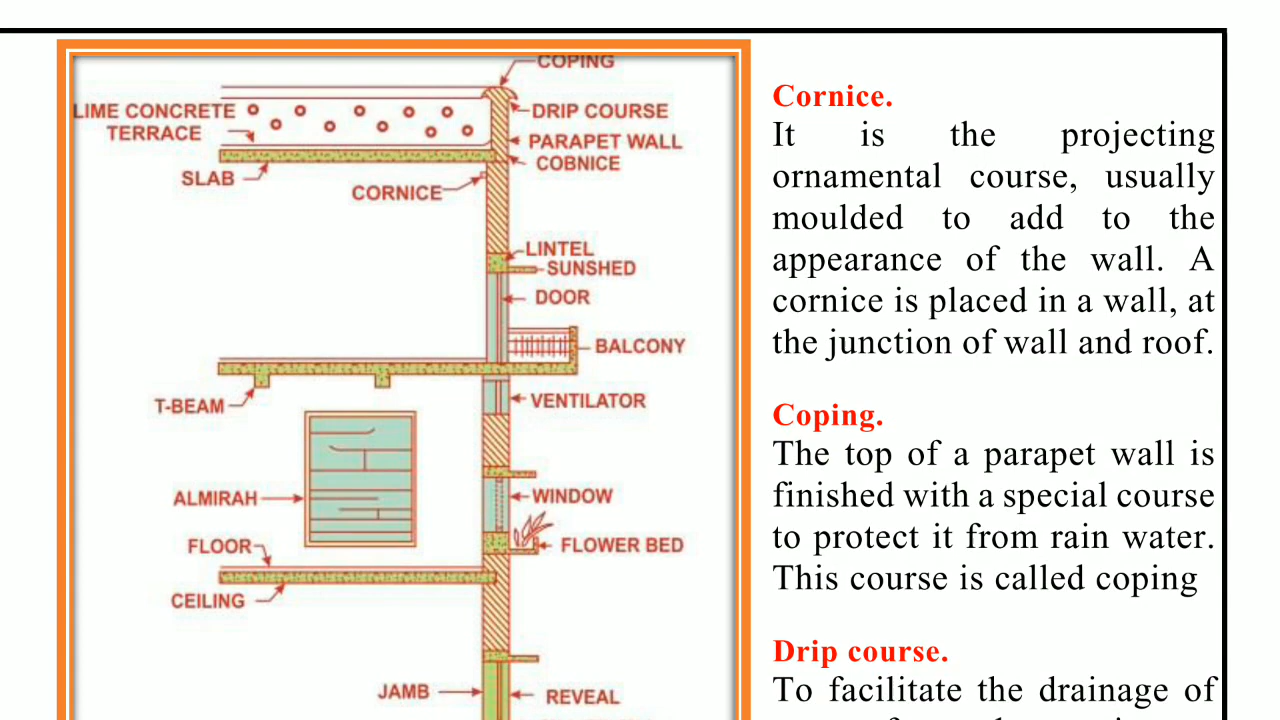 COPING
LIME CONCRETE
TERRACE
DRIP COURSE
PARAPET WALL
COBNICE
SLAB
CORNICE
LINTEL
SUNSHED
DOOR
BALCONY
T-BEAM
VENTILATOR
ALMIRAH
WINDOW
FLOOR
FLOWER BED
CEILING
JAMB
REVEAL
Cornice.
It is the projecting
ornamental course, usually
moulded to add to the
appearance of the wall. A
cornice is placed in a wall, at
the junction of wall and roof.
Coping.
The top of a parapet wall is
finished with a special course
to protect it from rain water.
This course is called coping
Drip course.
To facilitate the drainage of